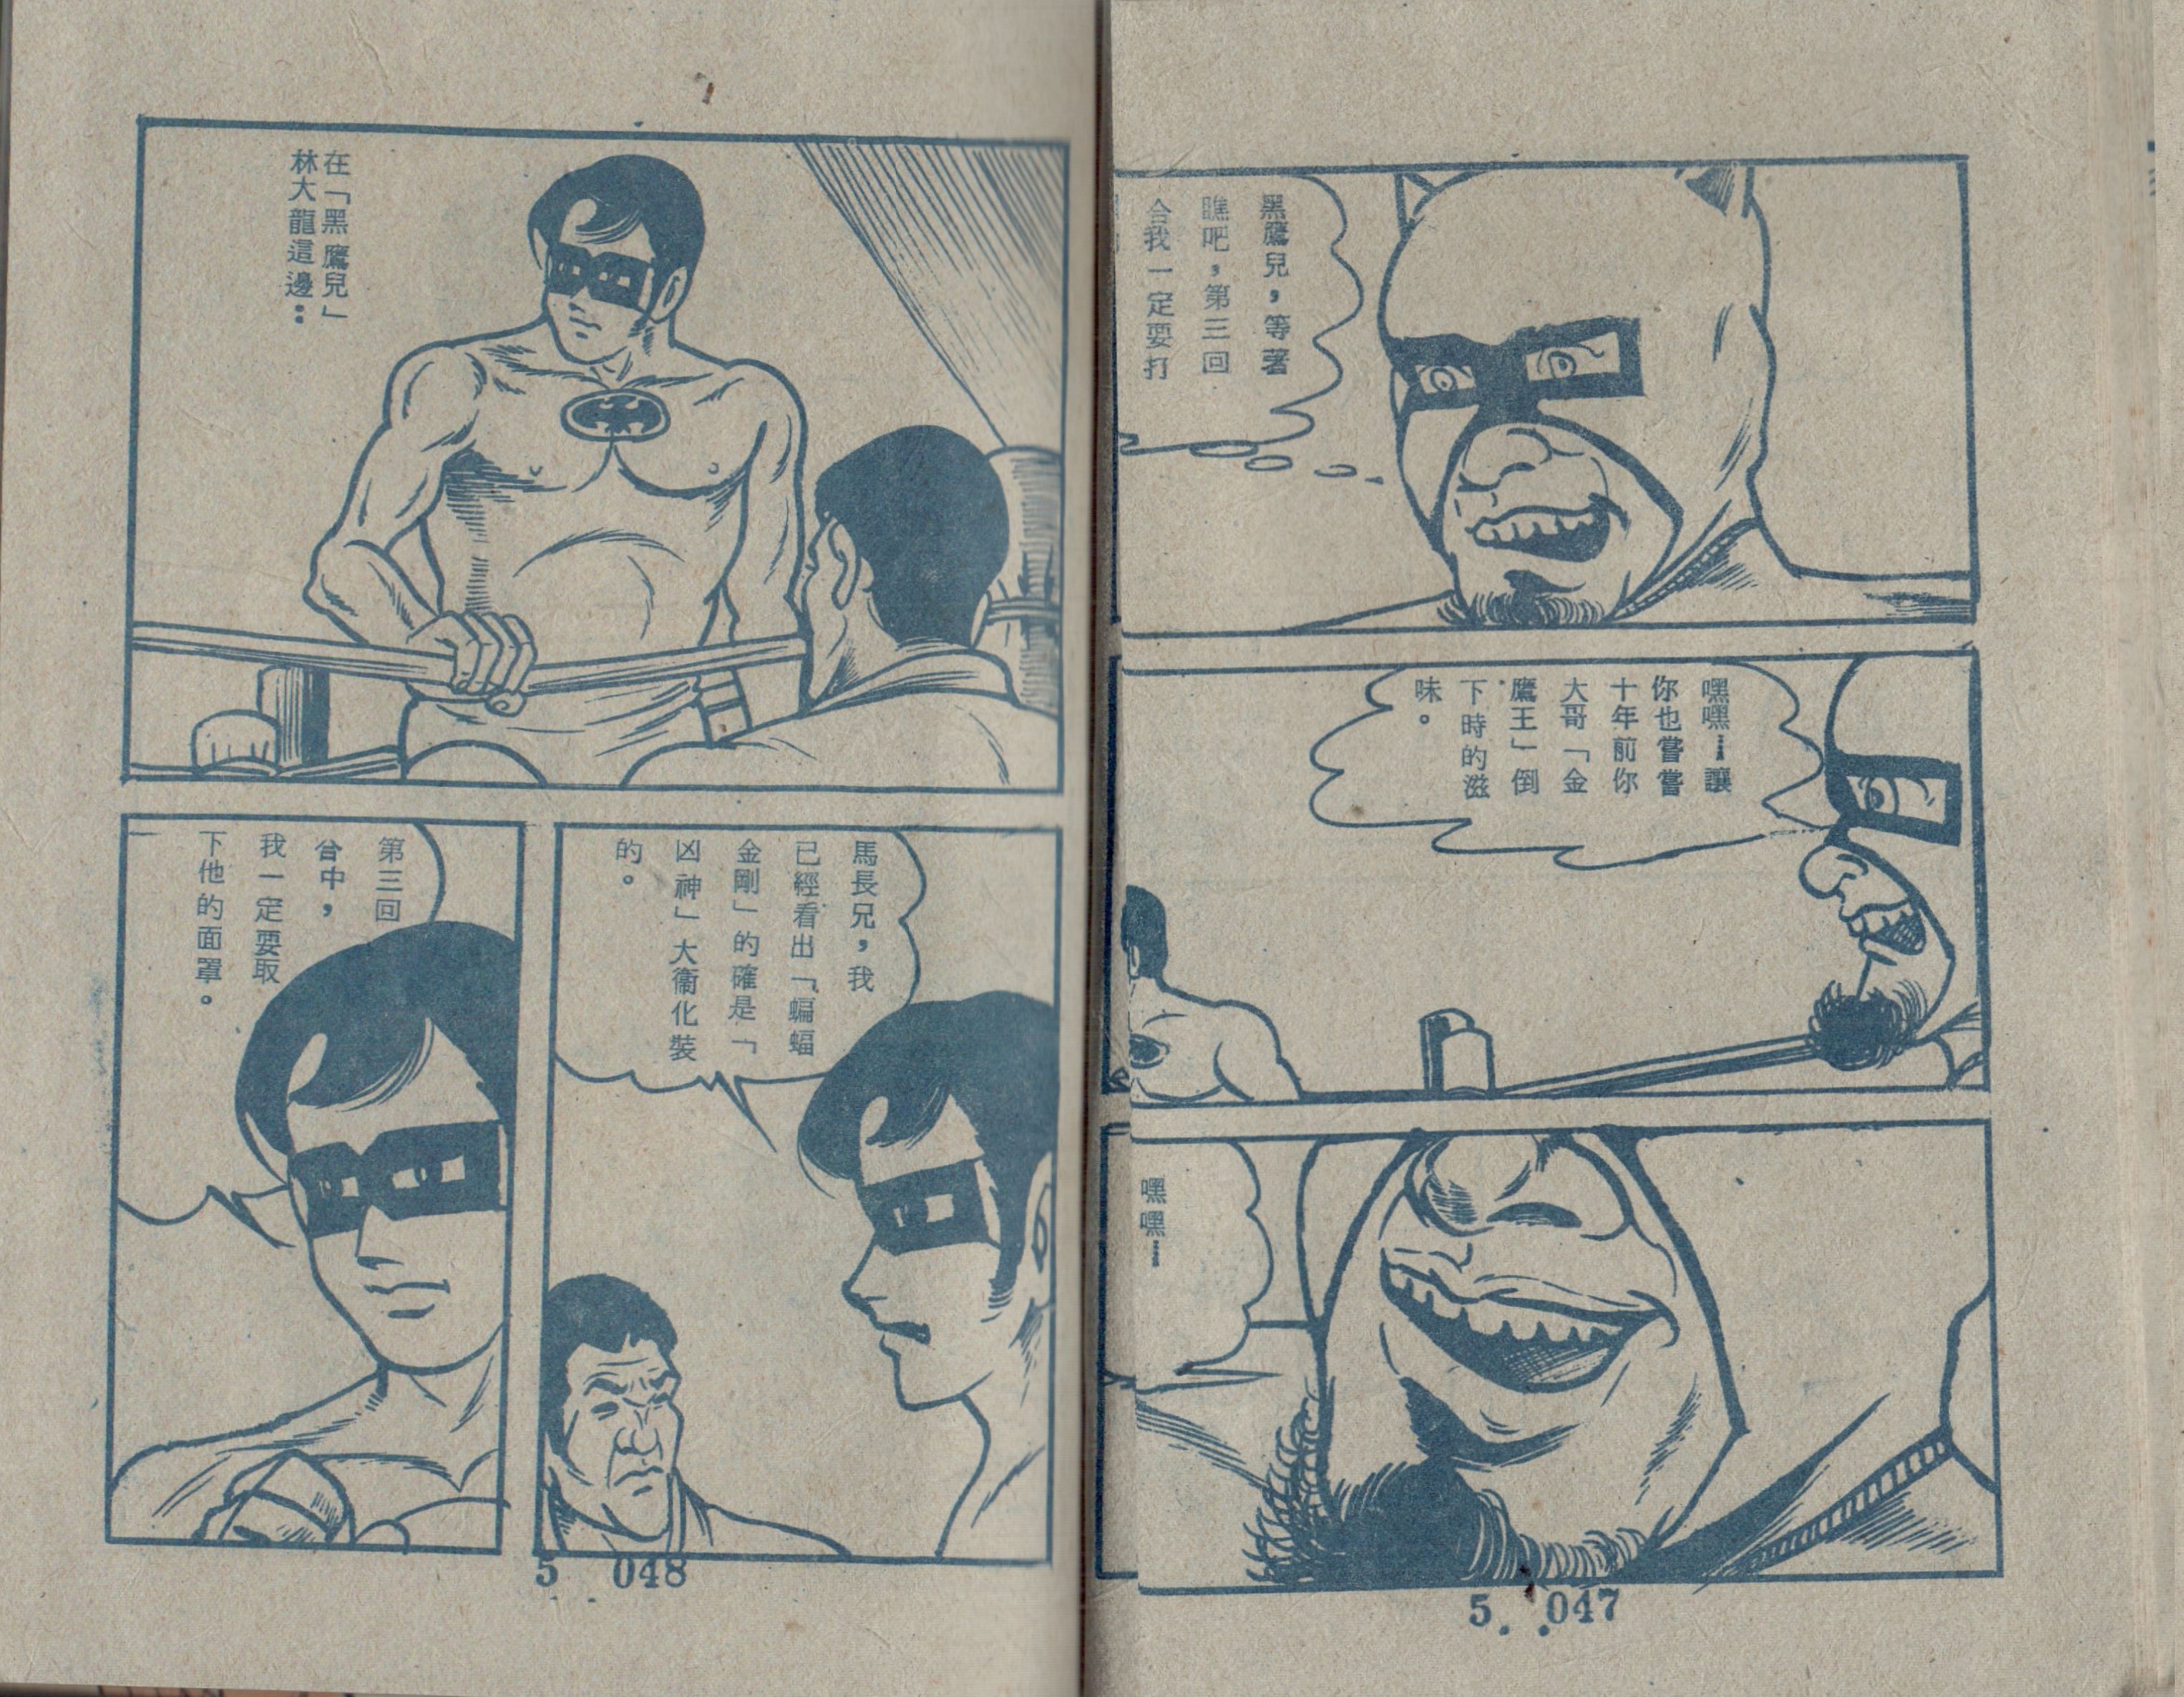 黑鷹兒，等著
瞧吧，第三回
合我一定要打
嘿嘿……讓
你也嘗嘗
十年前你
大哥「金
鷹王」倒
下時的滋
味。
嘿嘿……
5 047
在「黑鷹兒」
林大龍這邊：
馬長兄，我
已經看出「蝙蝠
金剛」的確是「
凶神」大衞化裝
的。
第三回
合中，
我一定要取
下他的面罩。
5 048